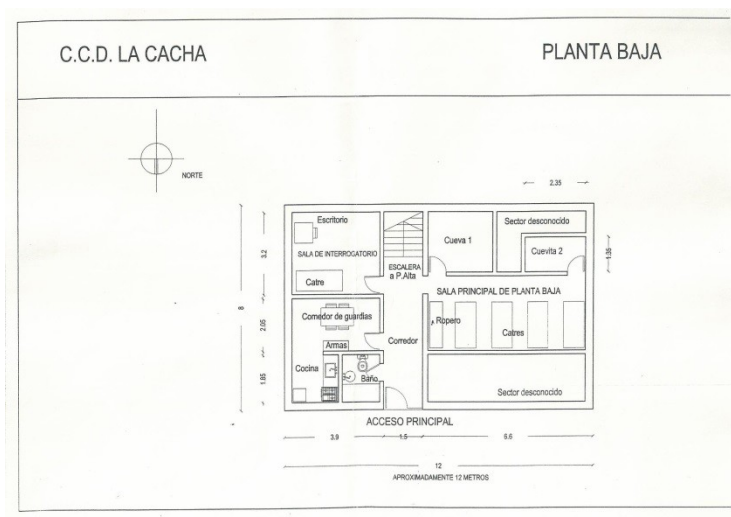 C.C.D. LA CACHA
PLANTA BAJA
NORTE
2.35
Escritorio
SALA DE INTERROGATORIO
Catre
ESCALERA
a P.Alta
Cueva 1
Sector desconocido
Cuevita 2
1.35
3.2
8
2.05
1.85
SALA PRINCIPAL DE PLANTA BAJA
Comedor de guardias
Armas
Cocina
Baño
Corredor
Ropero
Catres
Sector desconocido
ACCESO PRINCIPAL
3.9
1.5
6.6
12
APROXIMADAMENTE 12 METROS